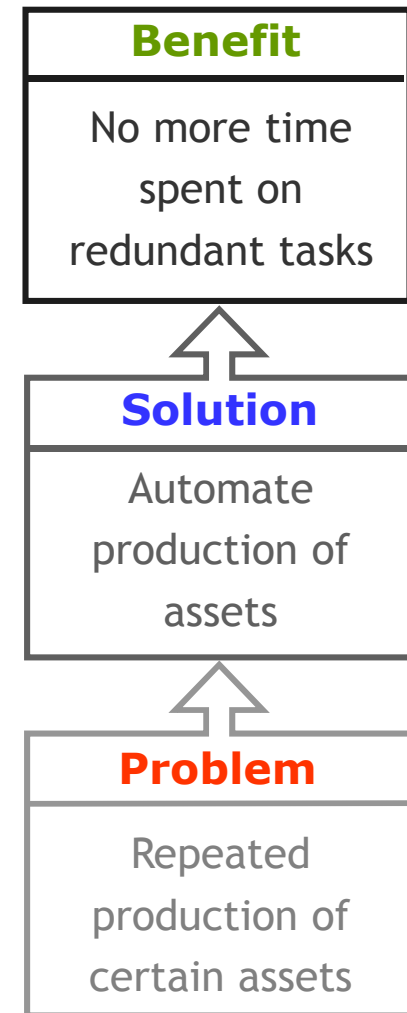 Benefit
No more time
spent on
redundant tasks
Solution
Automate
production of
assets
Problem
Repeated
production of
certain assets